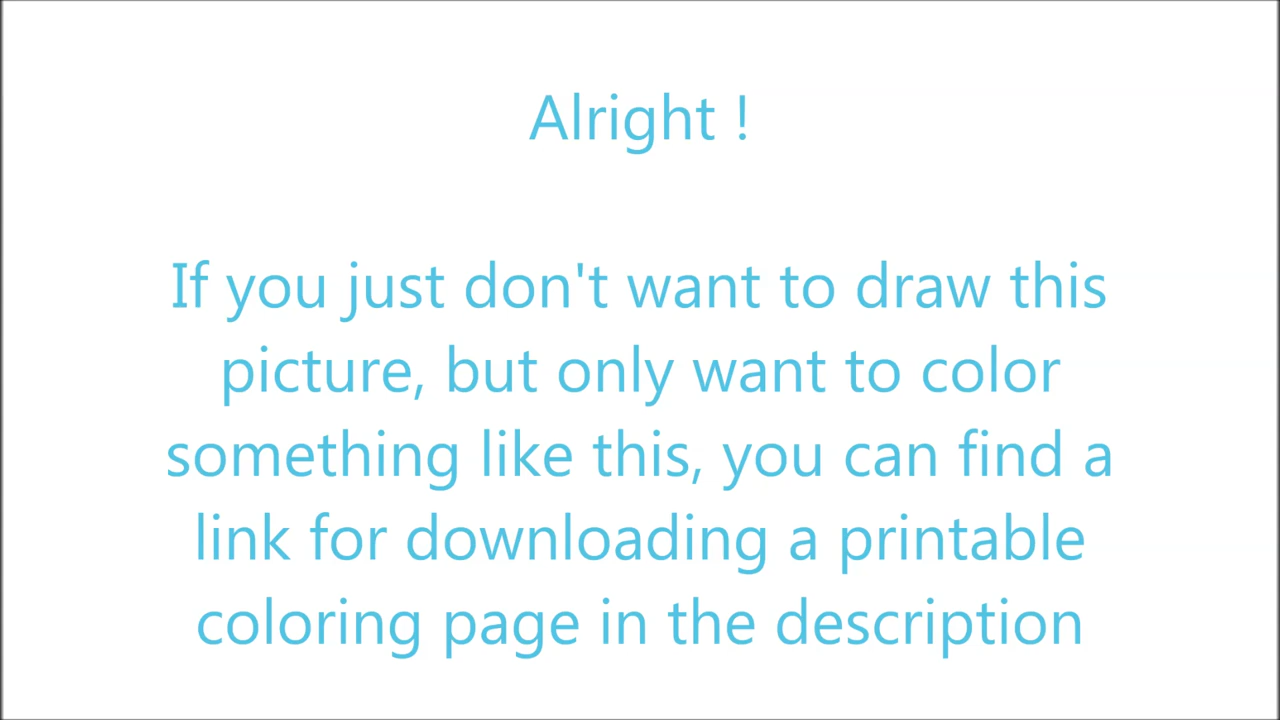 Alright !
If you just don't want to draw this
picture, but only want to color
something like this, you can find a
link for downloading a printable
coloring page in the description